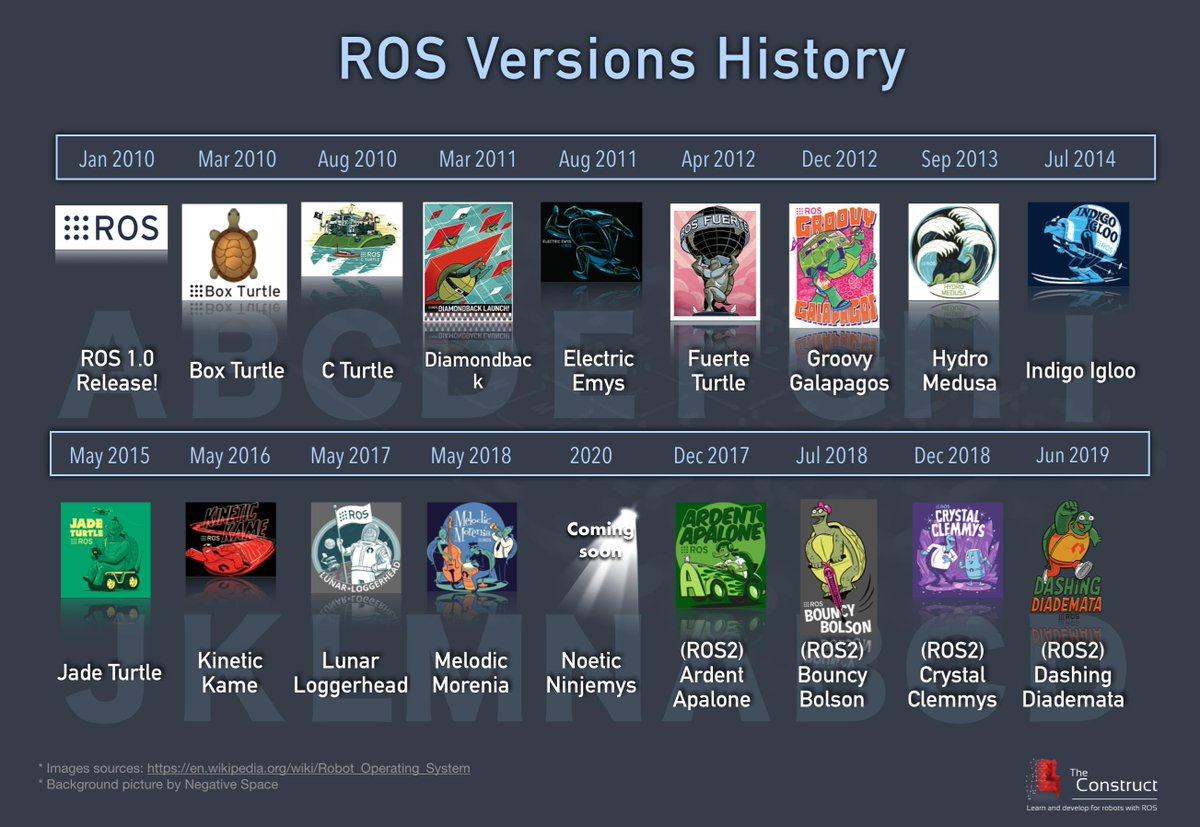 ROS Versions History
Jan 2010 Mar 2010 Aug 2010 Mar 2011 Aug 2011 Apr 2012 Dec 2012 Sep 2013 Jul 2014
ROS
Box Turtle
ROS
C TURTLE
DIAMONDBACK LAUNCH!
ELECTRIC EMYS
ROS FUERTE
ROS
GROOVY
GALAPAGOS
ROS
HYDRO
MEDUSA
INDIGO
IGLOO
ROS
A B C D E F G H I
ROS 1.0
Release!
Box Turtle
C Turtle
Diamondbac
k
Electric
Emys
Fuerte
Turtle
Groovy
Galapagos
Hydro
Medusa
Indigo Igloo
May 2015 May 2016 May 2017 May 2018 2020 Dec 2017 Jul 2018 Dec 2018 Jun 2019
JADE
TURTLE
ROS
KINETIC
KAME
ROS
ROS
LUNAR·LOGGERHEAD
Melodic
Morenia
Coming
soon
ARDENT
APALONE
ROS
A
ROS
BOUNCY
BOLSON
CRYSTAL
CLEMMYS
DASHING
DIADEMATA
ROS
J K L M N A B C D
Jade Turtle
Kinetic
Kame
Lunar
Loggerhead
Melodic
Morenia
Noetic
Ninjemys
(ROS2)
Ardent
Apalone
(ROS2)
Bouncy
Bolson
(ROS2)
Crystal
Clemmys
(ROS2)
Dashing
Diademata
* Images sources: https://en.wikipedia.org/wiki/Robot_Operating_System
* Background picture by Negative Space
The
Construct
Learn and develop for robots with ROS